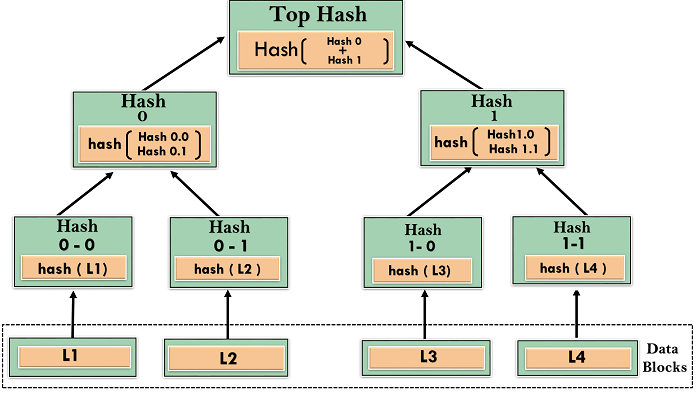 Top Hash
Hash ( Hash 0
+
Hash 1 )
Hash
0
hash ( Hash 0.0
Hash 0.1 )
Hash
1
hash ( Hash1.0
Hash 1.1 )
Hash
0 - 0
hash ( L1)
Hash
0 - 1
hash ( L2 )
Hash
1- 0
hash ( L3)
Hash
1-1
hash ( L4 )
L1
L2
L3
L4
Data
Blocks